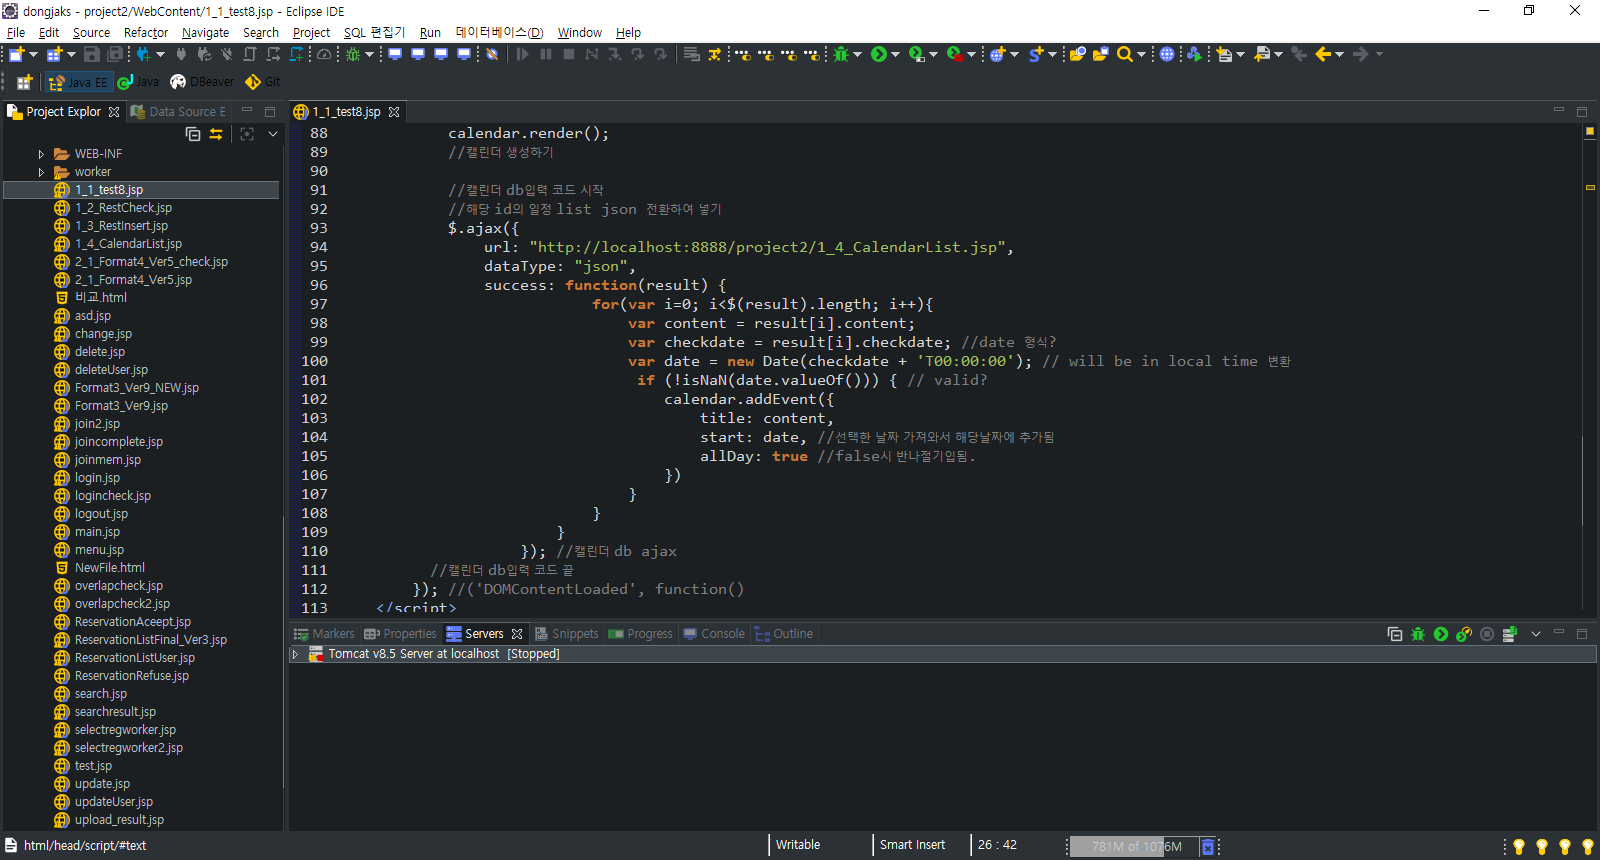 dongjaks - project2/WebContent/1_1_test8.jsp - Eclipse IDE
File Edit Source Refactor Navigate Search Project SQL 편집기 Run 데이터베이스(D) Window Help
Java EE Java DBeaver Git
Project Explor Data Source E
WEB-INF
worker
1_1_test8.jsp
1_2_RestCheck.jsp
1_3_RestInsert.jsp
1_4_CalendarList.jsp
2_1_Format4_Ver5_check.jsp
2_1_Format4_Ver5.jsp
비교.html
asd.jsp
change.jsp
delete.jsp
deleteUser.jsp
Format3_Ver9_NEW.jsp
Format3_Ver9.jsp
join2.jsp
joincomplete.jsp
joinmem.jsp
login.jsp
logincheck.jsp
logout.jsp
main.jsp
menu.jsp
NewFile.html
overlapcheck.jsp
overlapcheck2.jsp
ReservationAceept.jsp
ReservationListFinal_Ver3.jsp
ReservationListUser.jsp
ReservationRefuse.jsp
search.jsp
searchresult.jsp
selectregworker.jsp
selectregworker2.jsp
test.jsp
update.jsp
updateUser.jsp
upload_result.jsp
1_1_test8.jsp
88 calendar.render();
89 //캘린더 생성하기
90
91 //캘린더 db입력 코드 시작
92 //해당 id의 일정 list json 전환하여 넣기
93 $.ajax({
94 url: "http://localhost:8888/project2/1_4_CalendarList.jsp",
95 dataType: "json",
96 success: function(result) {
97 for(var i=0; i<$(result).length; i++){
98 var content = result[i].content;
99 var checkdate = result[i].checkdate; //date 형식?
100 var date = new Date(checkdate + 'T00:00:00'); // will be in local time 변환
101 if (!isNaN(date.valueOf())) { // valid?
102 calendar.addEvent({
103 title: content,
104 start: date, //선택한 날짜 가져와서 해당날짜에 추가됨
105 allDay: true //false시 반나절기입됨.
106 })
107 }
108 }
109 }
110 }); //캘린더 db ajax
111 //캘린더 db입력 코드 끝
112 }); //('DOMContentLoaded', function()
113 </script>
Markers Properties Servers Snippets Progress Console Outline
Tomcat v8.5 Server at localhost [Stopped]
html/head/script/#text Writable Smart Insert 26 : 42 781M of 1076M